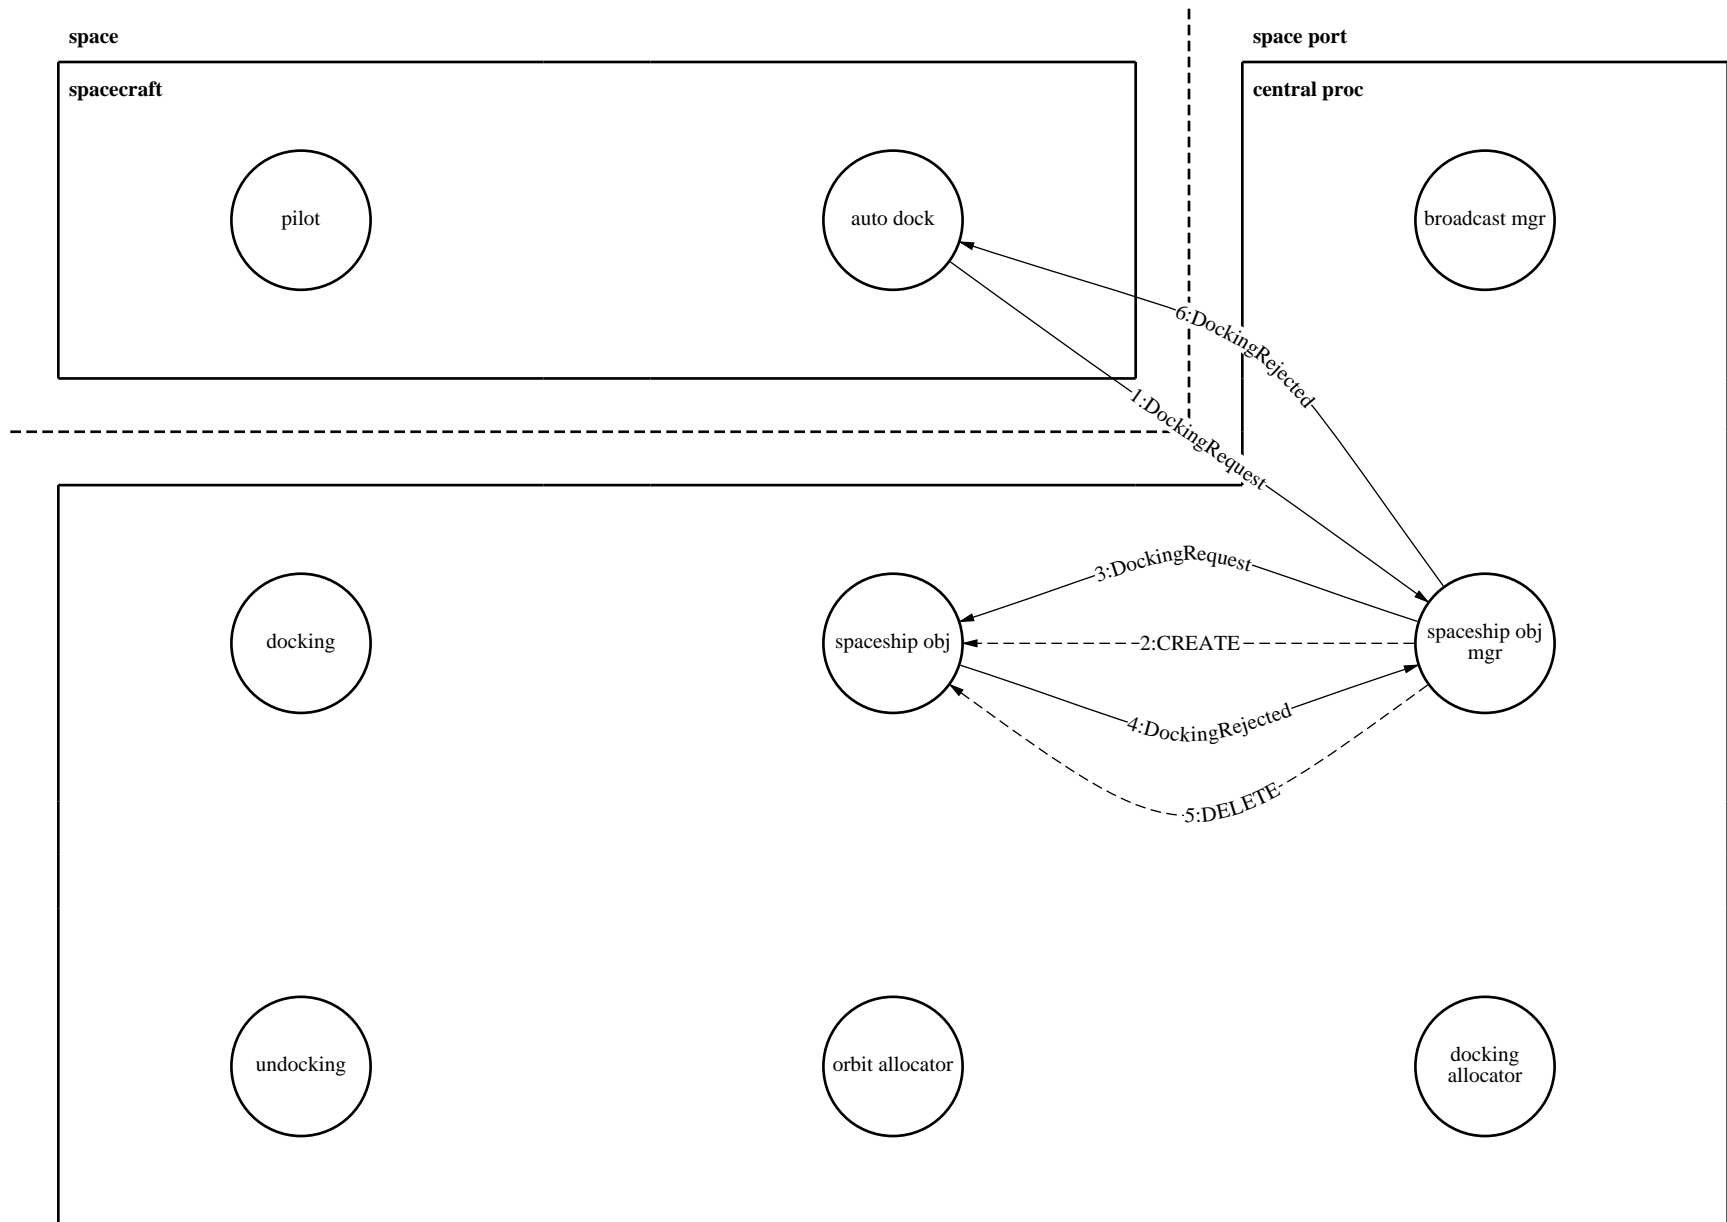 space
space port
spacecraft
central proc
pilot
auto dock
broadcast mgr
6:DockingRejected
1:DockingRequest
3:DockingRequest
docking
spaceship obj
2:CREATE
spaceship obj
mgr
4:DockingRejected
5:DELETE
undocking
orbit allocator
docking
allocator